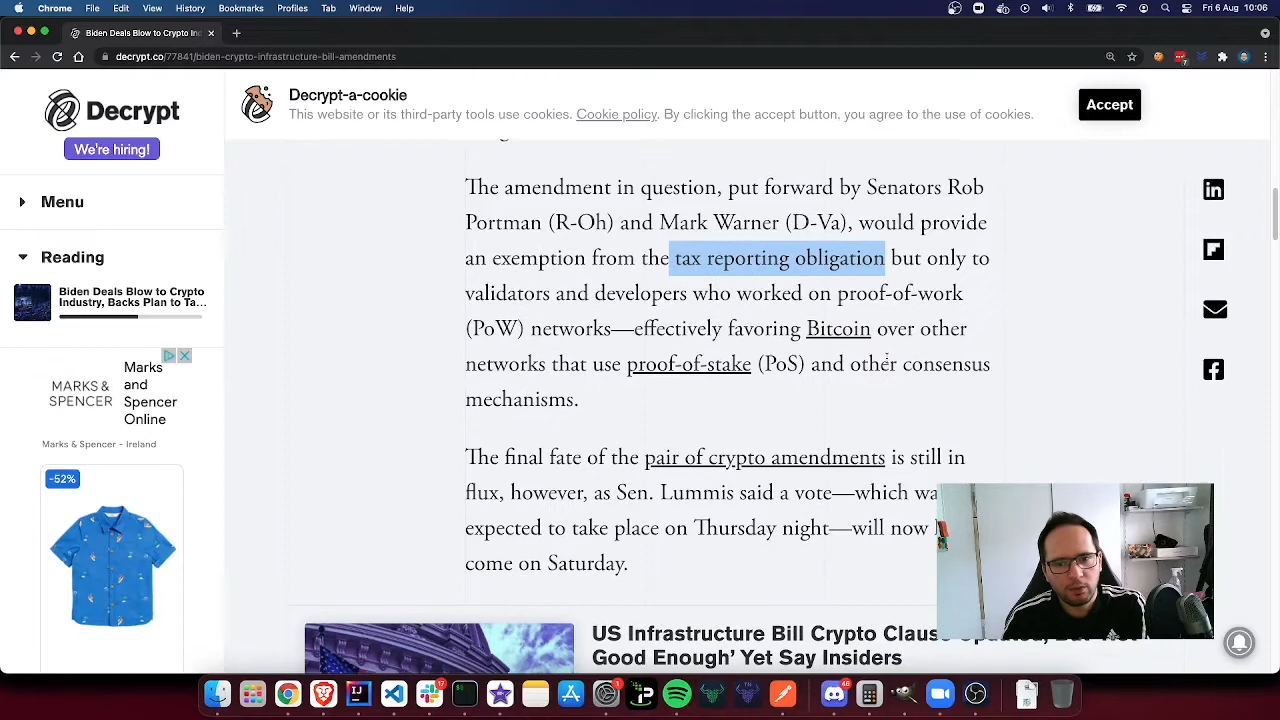 Chrome File Edit View History Bookmarks Profiles Tab Window Help Fri 6 Aug 10:06
Biden Deals Blow to Crypto In
decrypt.co/77841/biden-crypto-infrastructure-bill-amendments
7
Decrypt
We're hiring!
Menu
Reading
Biden Deals Blow to Crypto
Industry, Backs Plan to Ta...
MARKS &
SPENCER
Marks
and
Spencer
Online
Marks & Spencer - Ireland
-52%
Decrypt-a-cookie
This website or its third-party tools use cookies. Cookie policy. By clicking the accept button, you agree to the use of cookies.
Accept
The amendment in question, put forward by Senators Rob
Portman (R-Oh) and Mark Warner (D-Va), would provide
an exemption from the tax reporting obligation but only to
validators and developers who worked on proof-of-work
(PoW) networks—effectively favoring Bitcoin over other
networks that use proof-of-stake (PoS) and other consensus
mechanisms.
The final fate of the pair of crypto amendments is still in
flux, however, as Sen. Lummis said a vote—which wa
expected to take place on Thursday night—will now
come on Saturday.
US Infrastructure Bill Crypto Clause
Good Enough' Yet Say Insiders
17
1
46